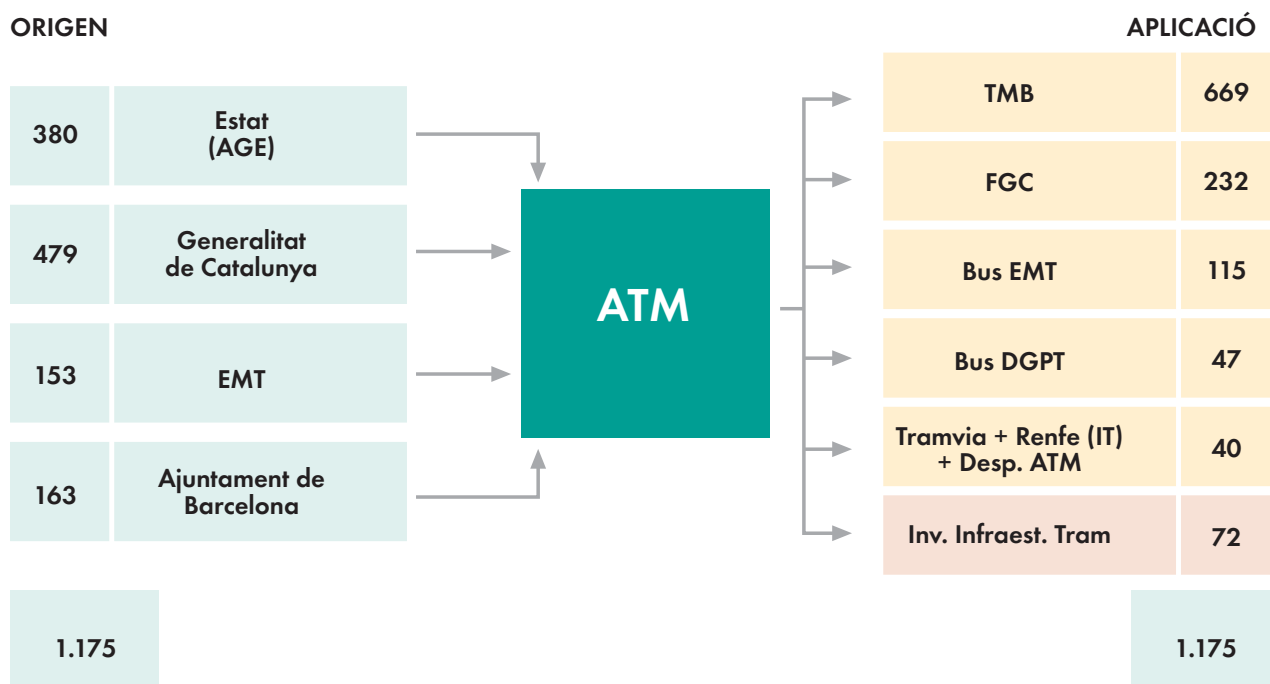 ORIGEN
APLICACIÓ
380
Estat
(AGE)
479
Generalitat
de Catalunya
153
EMT
163
Ajuntament de
Barcelona
1.175
ATM
TMB
669
FGC
232
Bus EMT
115
Bus DGPT
47
Tramvia + Renfe (IT)
+ Desp. ATM
40
Inv. Infraest. Tram
72
1.175